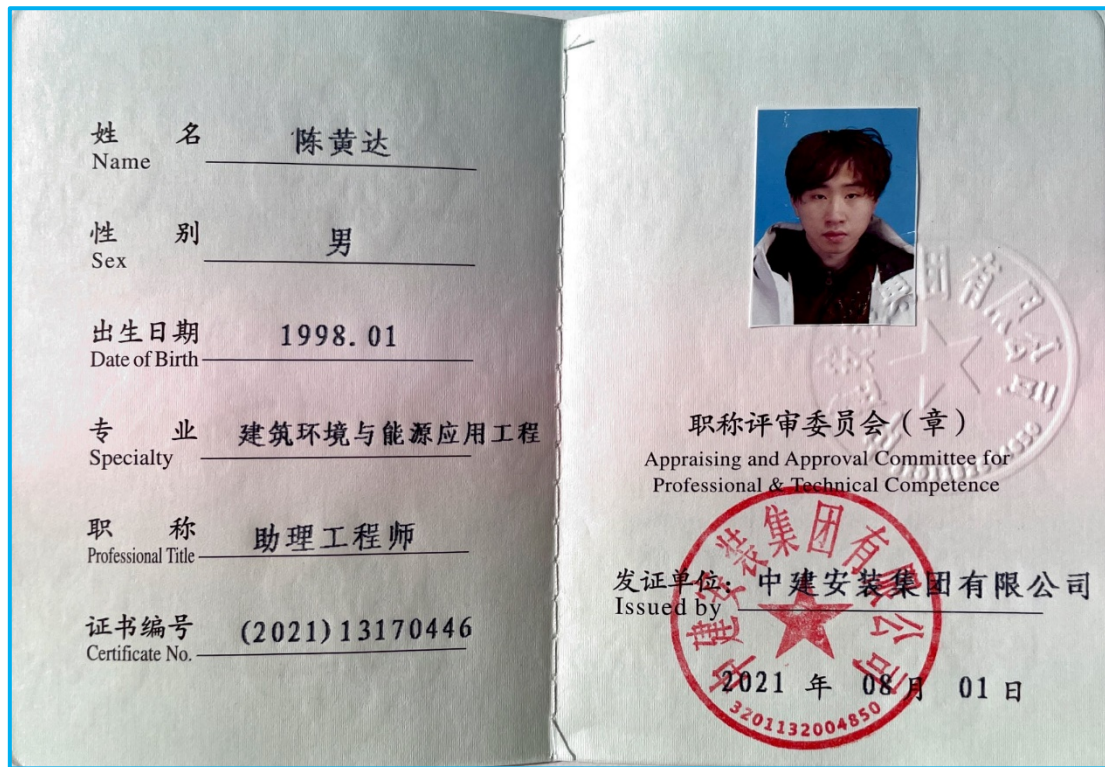 姓名 陈黄达
Name
性别 男
Sex
出生日期 1998.01
Date of Birth
专业 建筑环境与能源应用工程
Specialty
职称 助理工程师
Professional Title
证书编号 (2021)13170446
Certificate No.
职称评审委员会(章)
Appraising and Approval Committee for
Professional & Technical Competence
中建安装集团有限公司
发证单位: 中建安装集团有限公司
Issued by
2021 年 08 月 01 日
3201132004850